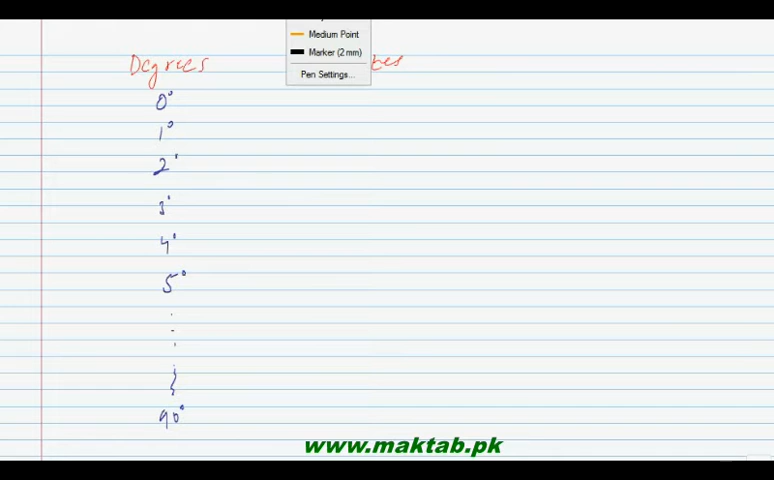 Medium Point
Marker (2 mm)
Degrees
Pen Settings...
0°
1°
2°
3°
4°
5°
90°
www.maktab.pk